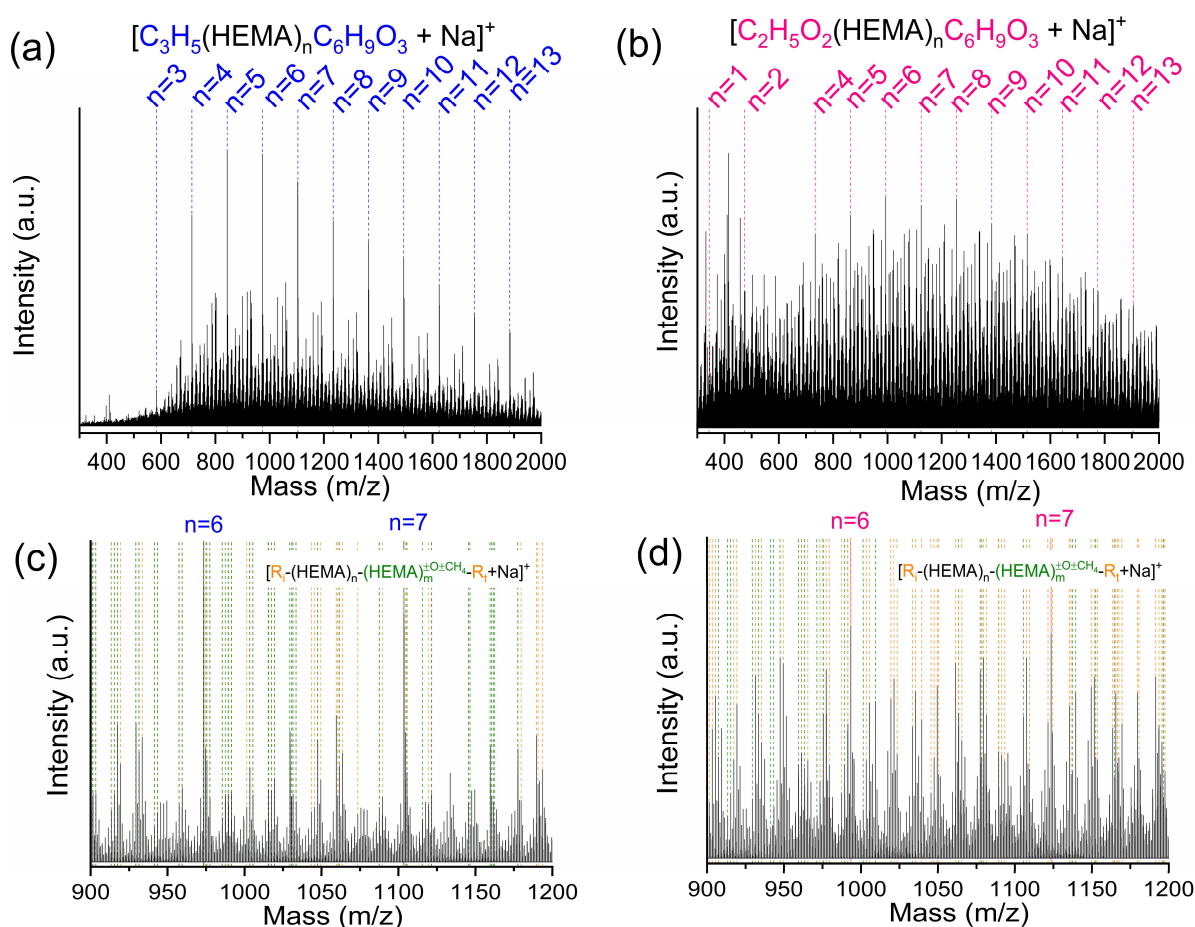 (a)
[C₃H₅(HEMA)ₙC₆H₉O₃ + Na]⁺
n=3 n=4 n=5 n=6 n=7 n=8 n=9 n=10 n=11 n=12 n=13
Intensity (a.u.)
400 600 800 1000 1200 1400 1600 1800 2000
Mass (m/z)
(b)
[C₂H₅O₂(HEMA)ₙC₆H₉O₃ + Na]⁺
n=1 n=2 n=4 n=5 n=6 n=7 n=8 n=9 n=10 n=11 n=12 n=13
Intensity (a.u.)
400 600 800 1000 1200 1400 1600 1800 2000
Mass (m/z)
(c)
n=6 n=7
[Rᵢ-(HEMA)ₙ-(HEMA)ₘ^±O±CH₄-Rₜ+Na]⁺
Intensity (a.u.)
900 950 1000 1050 1100 1150 1200
Mass (m/z)
(d)
n=6 n=7
[Rᵢ-(HEMA)ₙ-(HEMA)ₘ^±O±CH₄-Rₜ+Na]⁺
Intensity (a.u.)
900 950 1000 1050 1100 1150 1200
Mass (m/z)